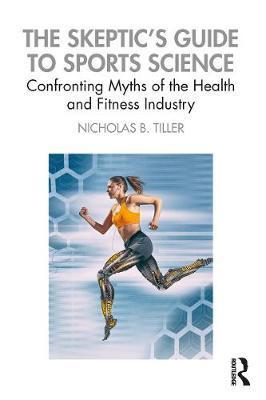 THE SKEPTIC'S GUIDE
TO SPORTS SCIENCE
Confronting Myths of the Health
and Fitness Industry
NICHOLAS B. TILLER
ROUTLEDGE